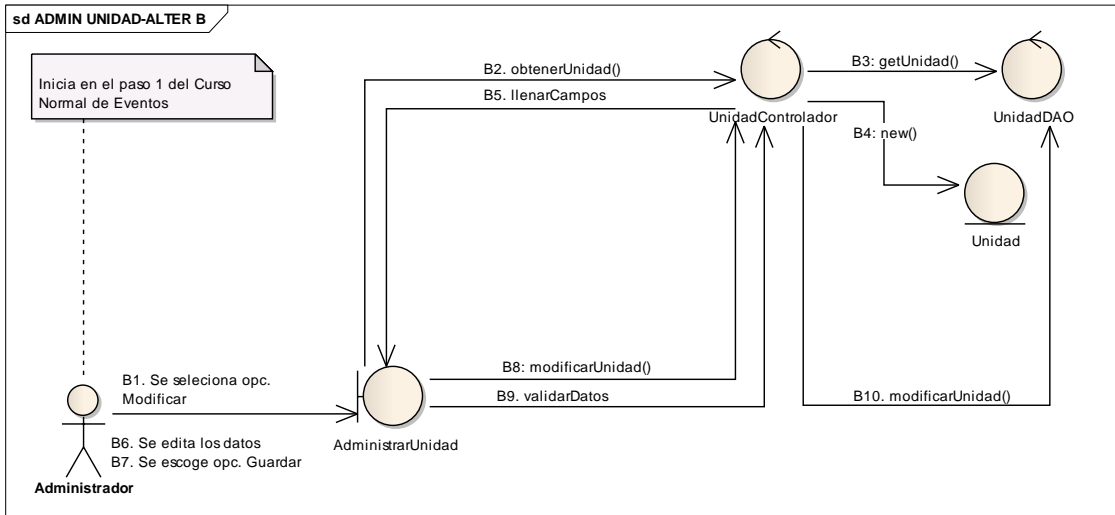 sd ADMIN UNIDAD-ALTER B
Inicia en el paso 1 del Curso
Normal de Eventos
B2. obtenerUnidad()
B3: getUnidad()
B5. llenarCampos
UnidadControlador
UnidadDAO
B4: new()
Unidad
B8: modificarUnidad()
B1. Se seleciona opc.
Modificar
B9. validarDatos
B10. modificarUnidad()
B6. Se edita los datos
AdministrarUnidad
B7. Se escoge opc. Guardar
Administrador